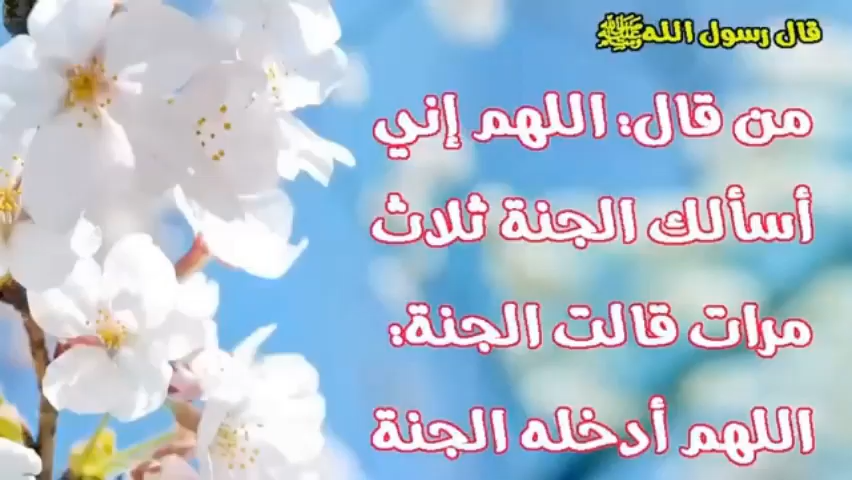 قال رسول الله ﷺ
من قال: اللهم إني
أسألك الجنة ثلاث
مرات قالت الجنة:
اللهم أدخله الجنة